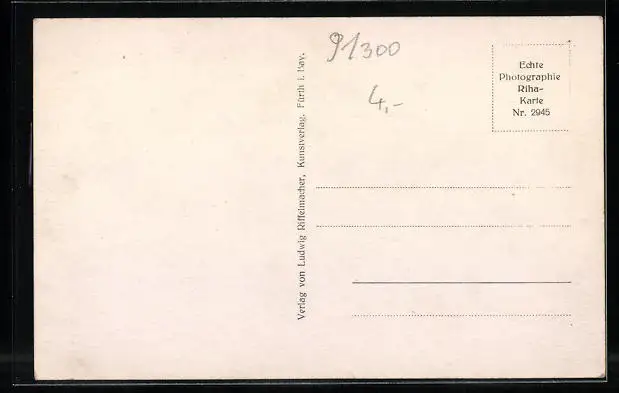 91300
4,-
Echte
Photographie
Riha-
Karte
Nr. 2945
Verlag von Ludwig Riffelmacher, Kunstverlag, Fürth i. Bay.